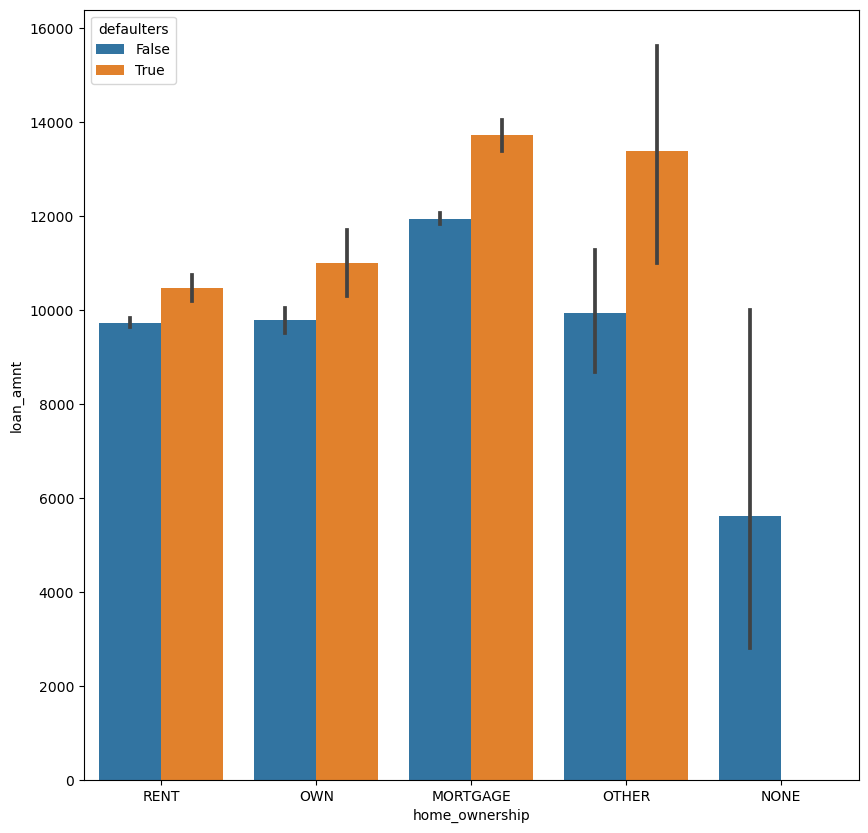 defaulters
False
True
16000
14000
12000
10000
8000
6000
4000
2000
0
loan_amnt
RENT OWN MORTGAGE OTHER NONE
home_ownership